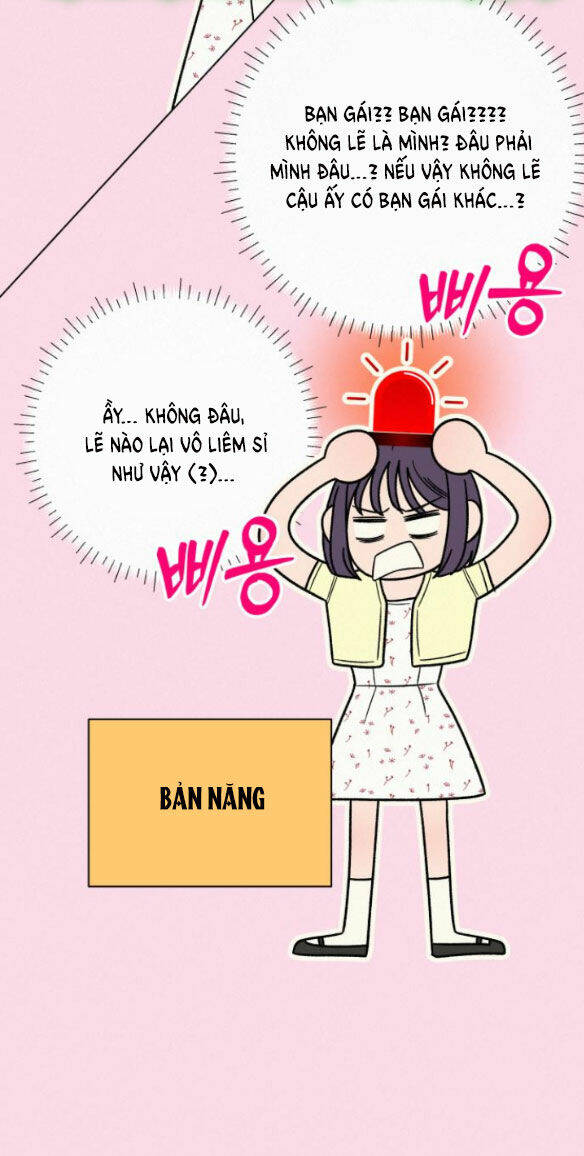 BẠN GÁI?? BẠN GÁI????
KHÔNG LẼ LÀ MÌNH? ĐÂU PHẢI
MÌNH ĐÂU...? NẾU VẬY KHÔNG LẼ
CẬU ẤY CÓ BẠN GÁI KHÁC...?
삐용
ẦY... KHÔNG ĐÂU,
LẼ NÀO LẠI VÔ LIÊM SỈ
NHƯ VẬY (?)...
삐용
BẢN NĂNG